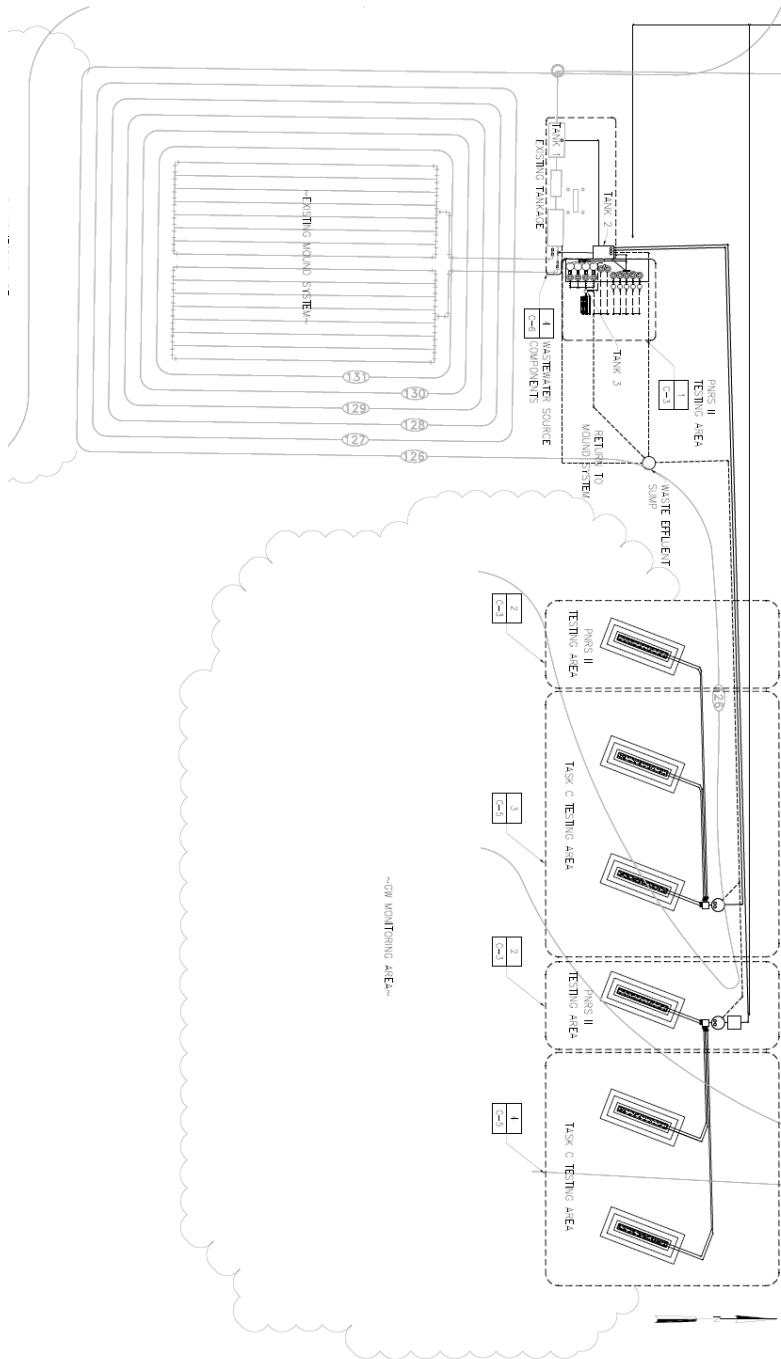 TANK 1
EXISTING TANKAGE
TANK 2
~EXISTING MOUND SYSTEM~
TANK 3
4
C-6
WASTEWATER SOURCE
COMPONENTS
1
C-3
PNRS II
TESTING AREA
131
130
129
128
127
126
RETURN TO
MOUND SYSTEM
WASTE EFFLUENT
SUMP
2
C-3
PNRS II
TESTING AREA
126
3
C-5
TASK C TESTING AREA
~GW MONITORING AREA~
2
C-3
PNRS II
TESTING AREA
4
C-5
TASK C TESTING AREA
N